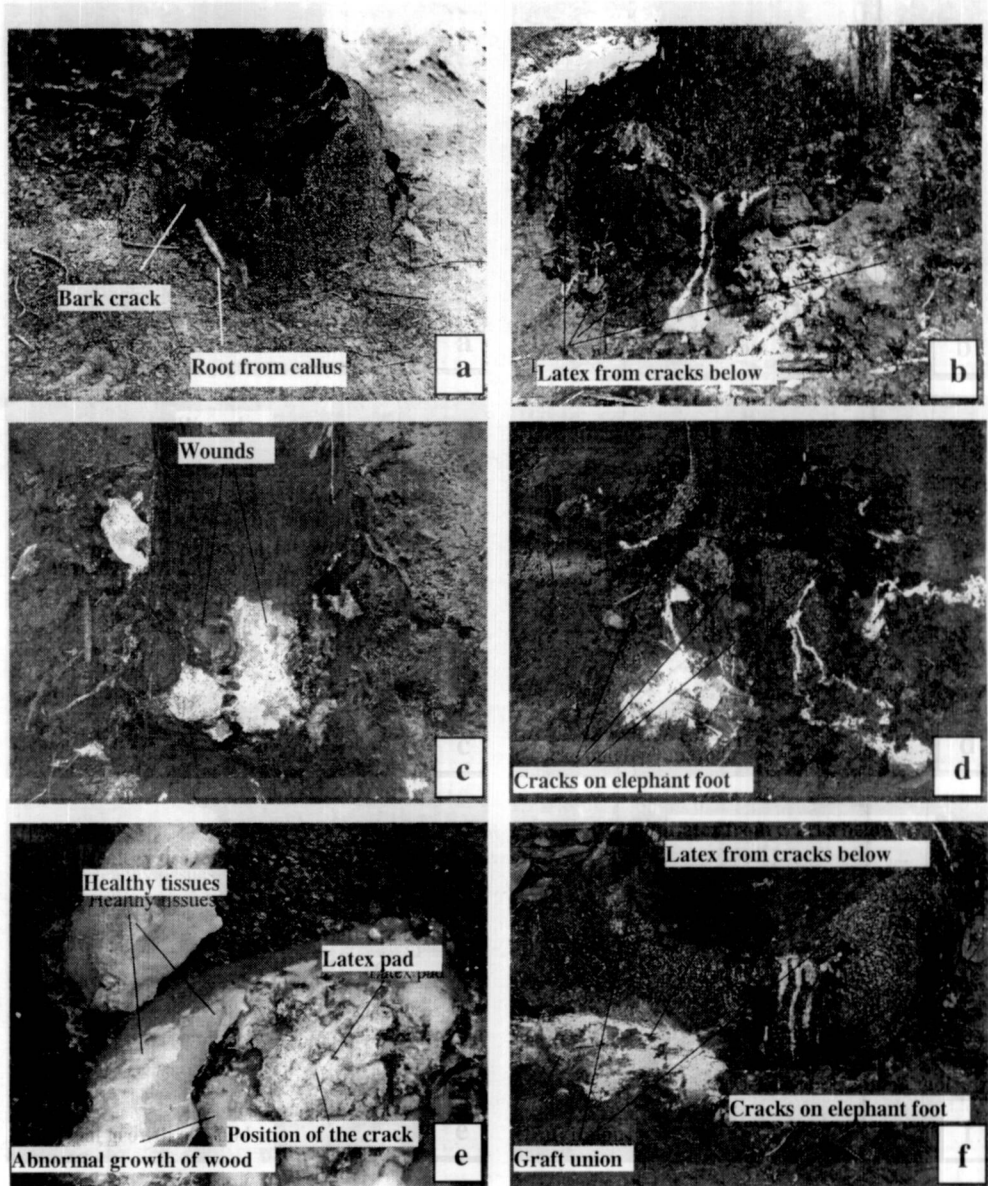 Bark crack
Root from callus
a
Latex from cracks below
b
Wounds
c
Cracks on elephant foot
d
Healthy tissues
Healthy tissues
Latex pad
Latex pad
Position of the crack
Abnormal growth of wood
e
Latex from cracks below
Cracks on elephant foot
Graft union
f